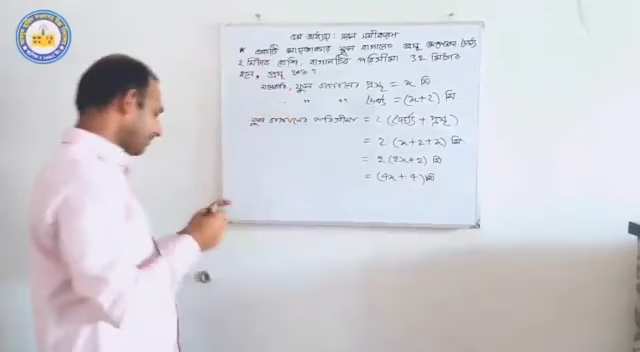 ৫ম অধ্যায়: সরল সমীকরণ
* একটি আয়তাকার ফুল বাগানের প্রস্থ অপেক্ষা দৈর্ঘ্য
2 মিটার বেশি। বাগানটির পরিসীমা 32 মিটার
হলে, প্রস্থ কত?
ফুল বাগানের প্রস্থ = x মি
" " দৈর্ঘ্য = (x+2) মি
ফুল বাগানের পরিসীমা = 2 (দৈর্ঘ্য + প্রস্থ)
= 2 (x+2+x) মি
= 2 (2x+2) মি
= (4x+4) মি